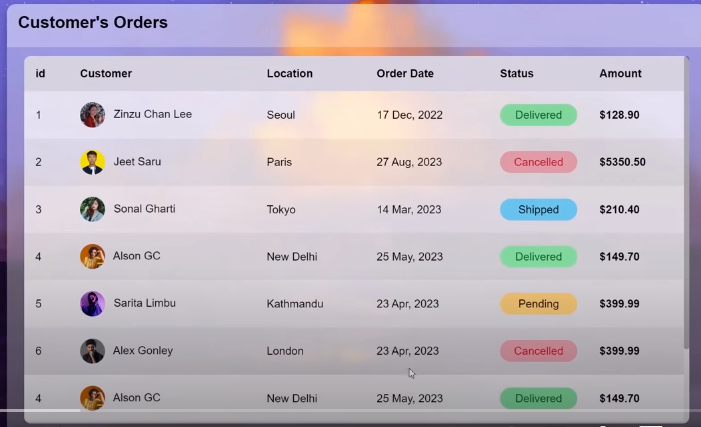 Customer's Orders
id Customer Location Order Date Status Amount
1 Zinzu Chan Lee Seoul 17 Dec, 2022 Delivered $128.90
2 Jeet Saru Paris 27 Aug, 2023 Cancelled $5350.50
3 Sonal Gharti Tokyo 14 Mar, 2023 Shipped $210.40
4 Alson GC New Delhi 25 May, 2023 Delivered $149.70
5 Sarita Limbu Kathmandu 23 Apr, 2023 Pending $399.99
6 Alex Gonley London 23 Apr, 2023 Cancelled $399.99
4 Alson GC New Delhi 25 May, 2023 Delivered $149.70